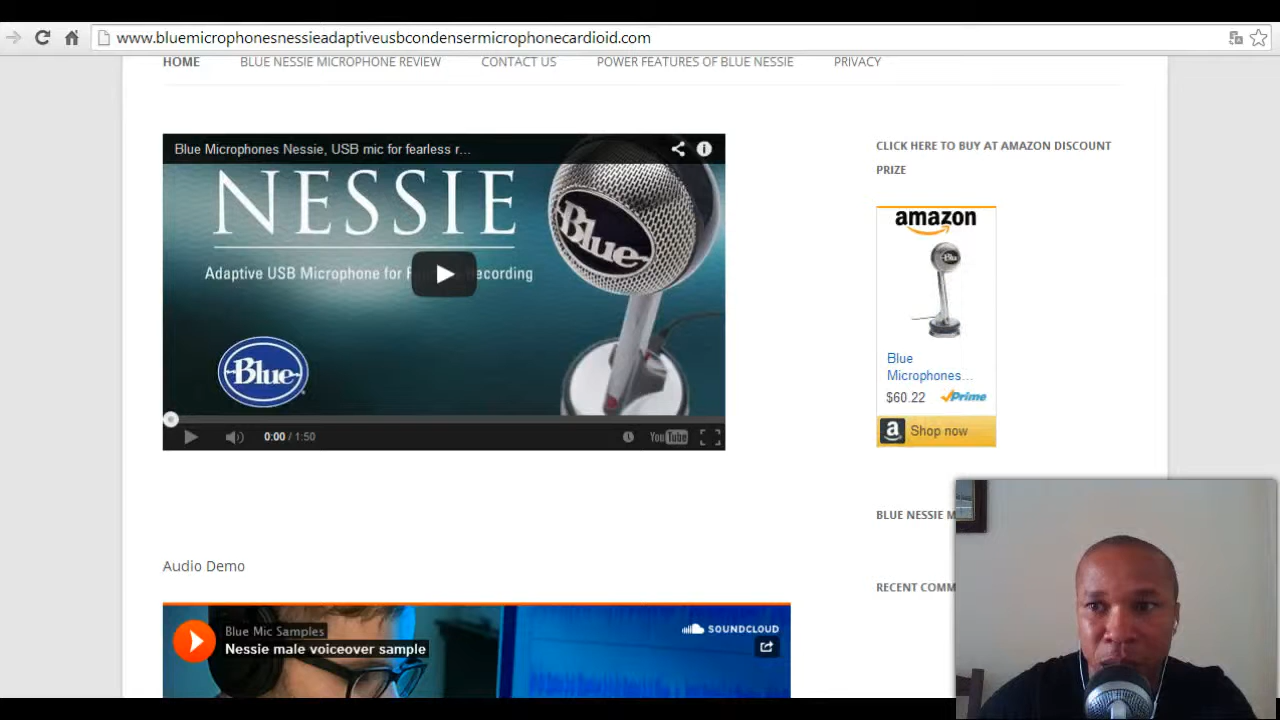 www.bluemicrophonesnessieadaptiveusbcondensermicrophonecardioid.com
HOME BLUE NESSIE MICROPHONE REVIEW CONTACT US POWER FEATURES OF BLUE NESSIE PRIVACY
Blue Microphones Nessie, USB mic for fearless r...
NESSIE
Adaptive USB Microphone for F ecording
Blue
Blue
0:00 / 1:50
YouTube
CLICK HERE TO BUY AT AMAZON DISCOUNT
PRIZE
amazon
Blue
Microphones...
$60.22 Prime
a Shop now
BLUE NESSIE M
RECENT COMM
Audio Demo
Blue Mic Samples
Nessie male voiceover sample
SOUNDCLOUD